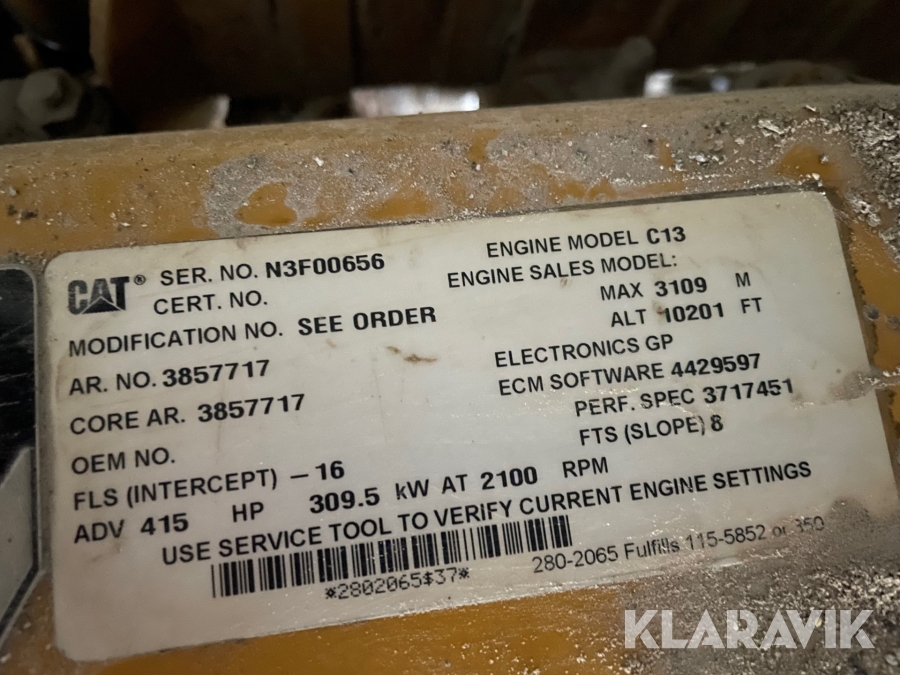 CAT® SER. NO. N3F00656 ENGINE MODEL C13
CERT. NO. ENGINE SALES MODEL:
MODIFICATION NO. SEE ORDER MAX 3109 M
ALT 10201 FT
AR. NO. 3857717 ELECTRONICS GP
CORE AR. 3857717 ECM SOFTWARE 4429597
OEM NO. PERF. SPEC 3717451
FLS (INTERCEPT) -16 FTS (SLOPE) 8
ADV 415 HP 309.5 kW AT 2100 RPM
USE SERVICE TOOL TO VERIFY CURRENT ENGINE SETTINGS
*2802065$37* 280-2065 Fulfills 115-5852 or 350
KLARAVIK